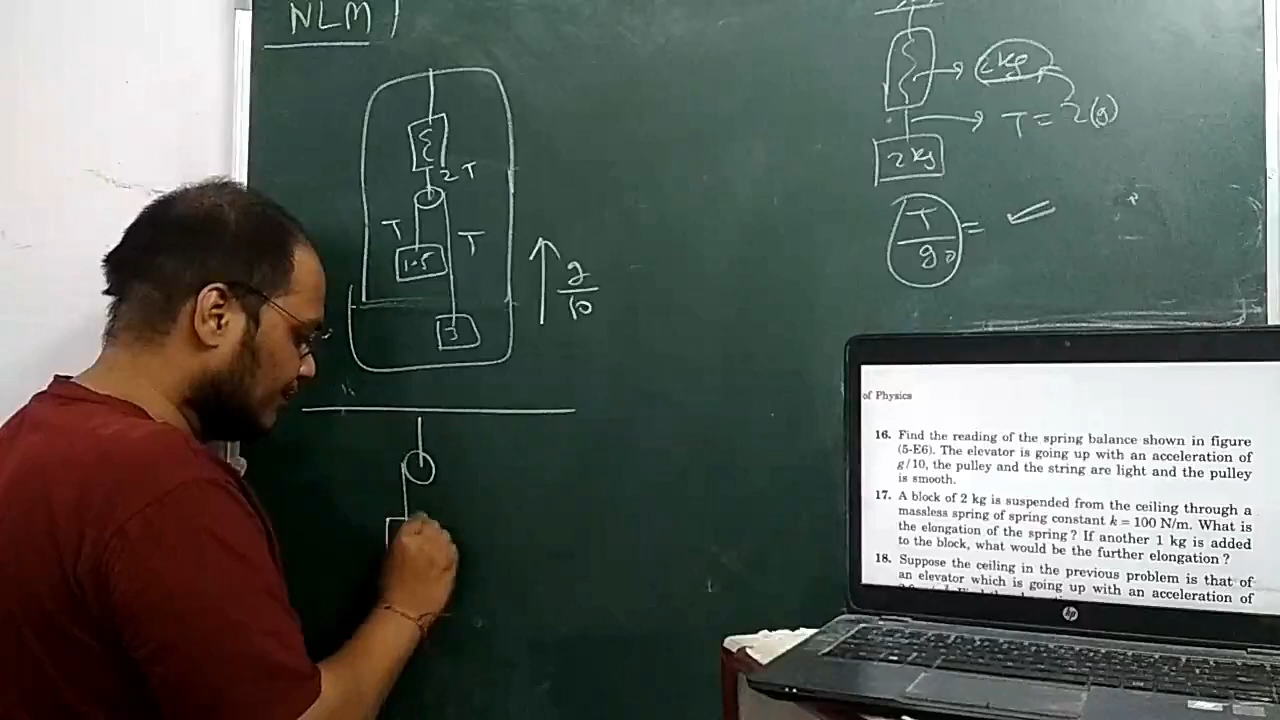 NLM
2T
T
T
1.5
3
g/10
2kg
T = 2(g)
2kg
T/g =
of Physics
16. Find the reading of the spring balance shown in figure
(5-E6). The elevator is going up with an acceleration of
g/10, the pulley and the string are light and the pulley
is smooth.
17. A block of 2 kg is suspended from the ceiling through a
massless spring of spring constant k = 100 N/m. What is
the elongation of the spring ? If another 1 kg is added
to the block, what would be the further elongation ?
18. Suppose the ceiling in the previous problem is that of
an elevator which is going up with an acceleration of
hp